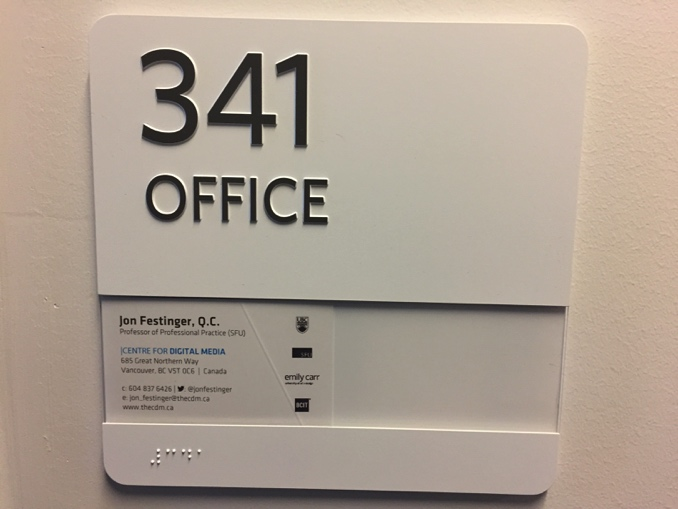 341
OFFICE
Jon Festinger, Q.C.
Professor of Professional Practice (SFU)
|CENTRE FOR DIGITAL MEDIA
685 Great Northern Way
Vancouver, BC V5T 0C6 | Canada
c: 604 837 6426 | @jonfestinger
e: jon_festinger@thecdm.ca
www.thecdm.ca
UBC
SFU
emily carr
BCIT